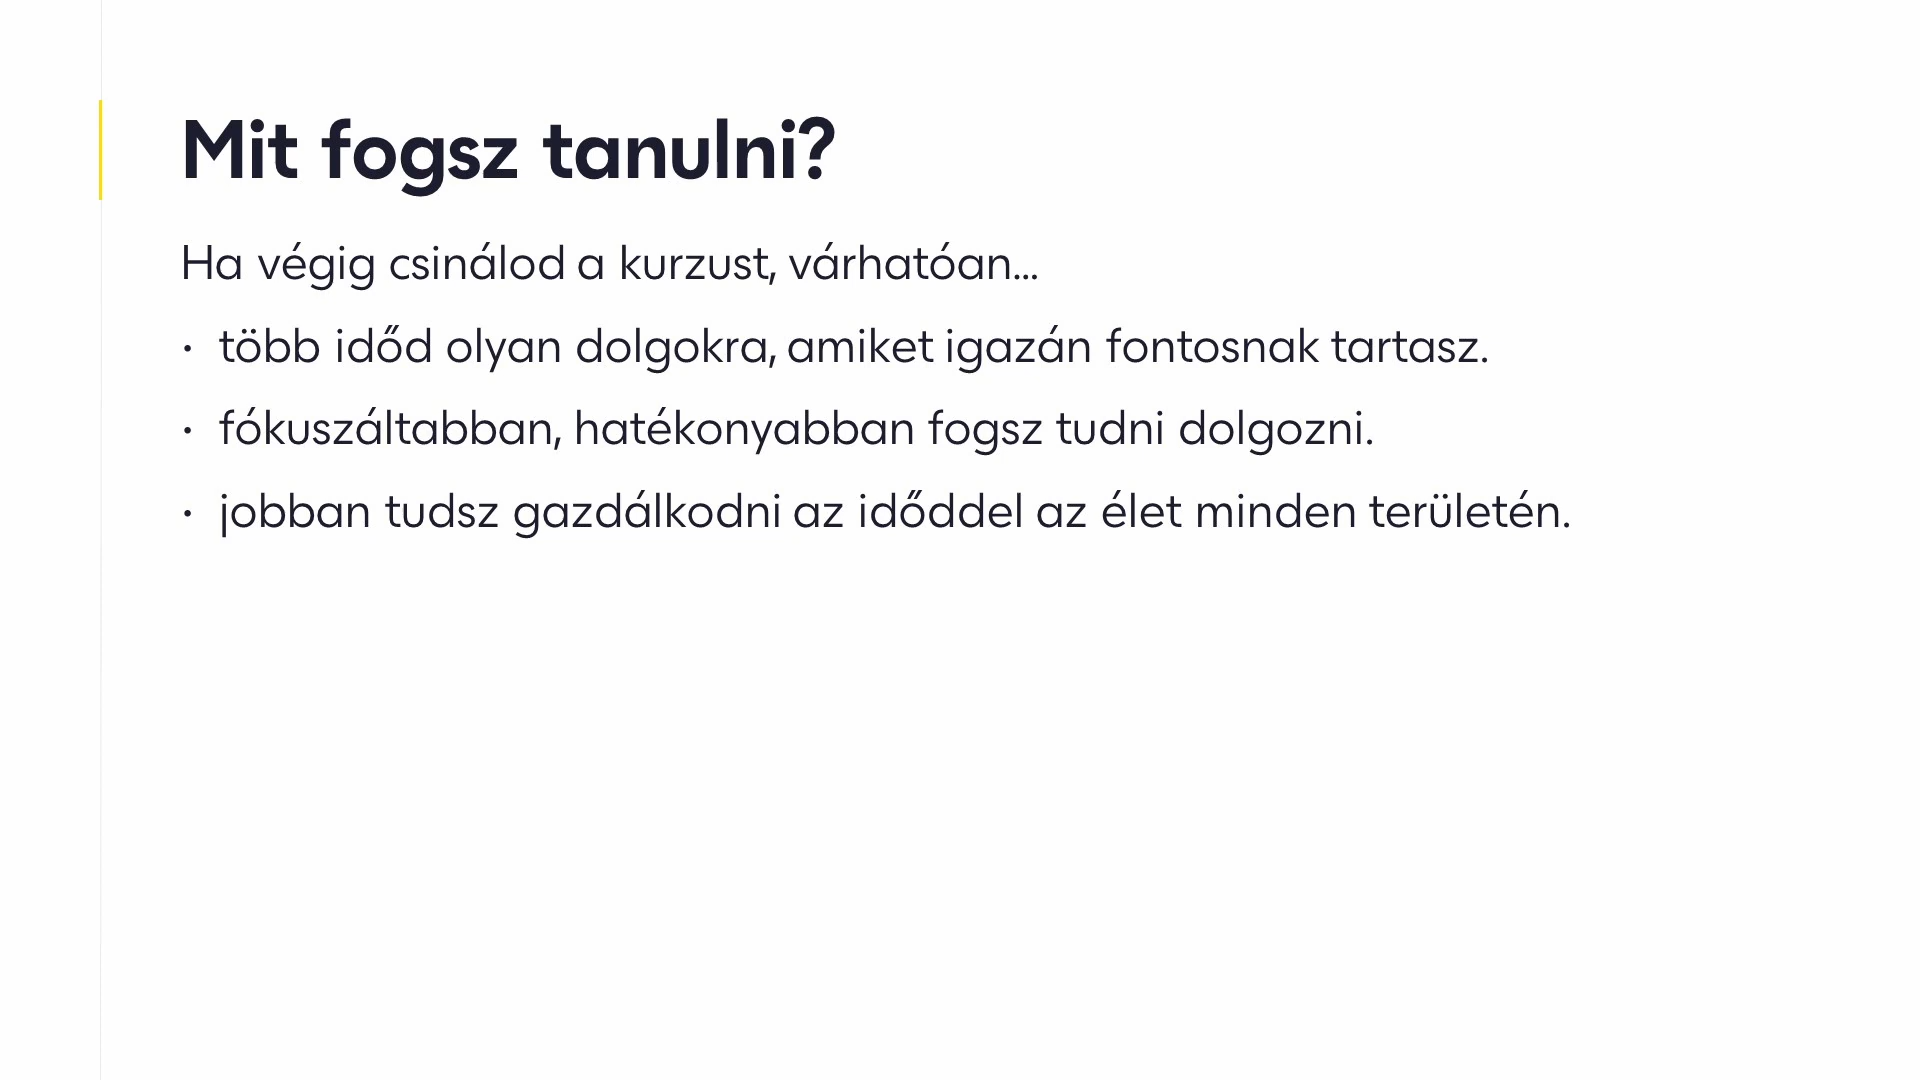 Mit fogsz tanulni?
Ha végig csinálod a kurzust, várhatóan...
• több időd olyan dolgokra, amiket igazán fontosnak tartasz.
• fókuszáltabban, hatékonyabban fogsz tudni dolgozni.
• jobban tudsz gazdálkodni az időddel az élet minden területén.